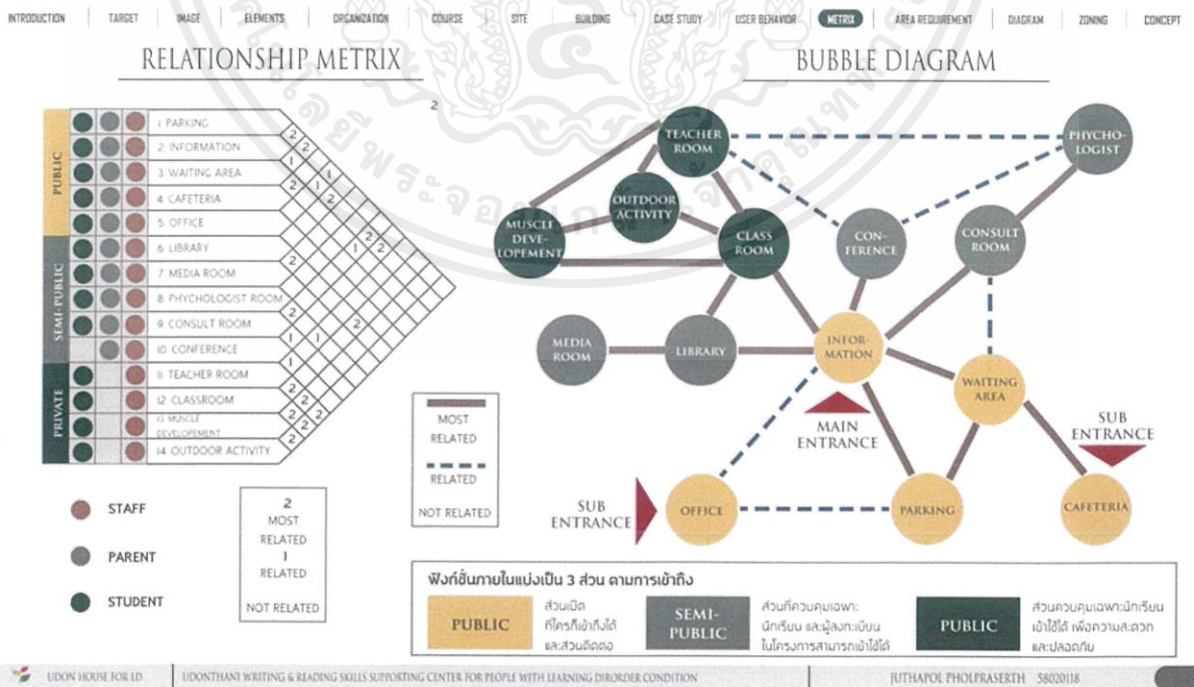 INTRODUCTION TARGET IMAGE ELEMENTS ORGANIZATION COURSE SITE BUILDING CASE STUDY USER BEHAVIOR METRIX AREA REQUIREMENT DIAGRAM ZONING CONCEPT
RELATIONSHIP METRIX
2
PUBLIC
SEMI-PUBLIC
PRIVATE
1. PARKING
2. INFORMATION
3. WAITING AREA
4. CAFETERIA
5. OFFICE
6. LIBRARY
7. MEDIA ROOM
8. PHYCHOLOGIST ROOM
9. CONSULT ROOM
10. CONFERENCE
11. TEACHER ROOM
12. CLASSROOM
13. MUSCLE
DEVELOPEMENT
14. OUTDOOR ACTIVITY
STAFF
PARENT
STUDENT
2
MOST
RELATED
1
RELATED
NOT RELATED
MOST
RELATED
RELATED
NOT RELATED
BUBBLE DIAGRAM
TEACHER
ROOM
PHYCHO-
LOGIST
OUTDOOR
ACTIVITY
MUSCLE
DEVE-
LOPEMENT
CLASS
ROOM
CON-
FERENCE
CONSULT
ROOM
MEDIA
ROOM
LIBRARY
INFOR-
MATION
WAITING
AREA
MAIN
ENTRANCE
SUB
ENTRANCE
SUB
ENTRANCE
OFFICE
PARKING
CAFETERIA
ฟังก์ชั่นภายในแบ่งเป็น 3 ส่วน ตามการเข้าถึง
PUBLIC
ส่วนเปิด
ที่ใครก็เข้าถึงได้
และส่วนติดต่อ
SEMI-
PUBLIC
ส่วนที่ควบคุมเฉพาะ
นักเรียน และผู้ลงทะเบียน
ในโครงการสามารถเข้าใช้ได้
PUBLIC
ส่วนควบคุมเฉพาะนักเรียน
เข้าใช้ได้ เพื่อความสะดวก
และปลอดภัย
UDON HOUSE FOR LD
UDONTHANI WRITING & READING SKILLS SUPPORTING CENTER FOR PEOPLE WITH LEARNING DIRORDER CONDITION
JUTHAPOL PHOLPRASERTH 58020118